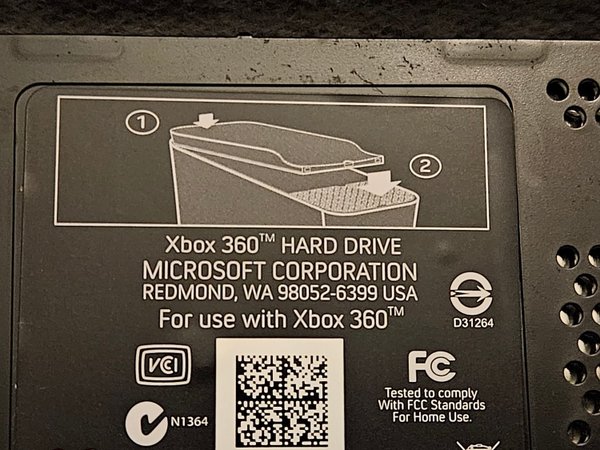 1
2
Xbox 360™ HARD DRIVE
MICROSOFT CORPORATION
REDMOND, WA 98052-6399 USA
For use with Xbox 360™
D31264
VCI
FC
Tested to comply
With FCC Standards
For Home Use.
N1364